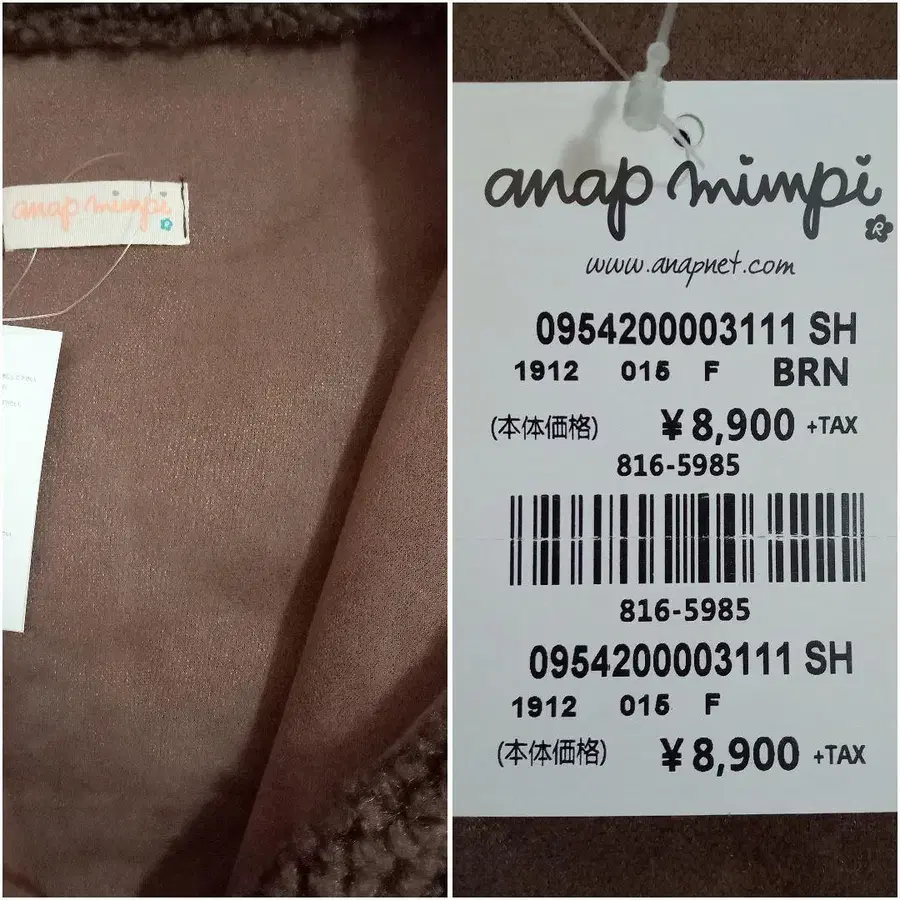 anap mimpi
anap mimpi
R
www.anapnet.com
0954200003111 SH
1912 015 F BRN
(本体価格) ¥8,900 +TAX
816-5985
816-5985
0954200003111 SH
1912 015 F
(本体価格) ¥8,900 +TAX